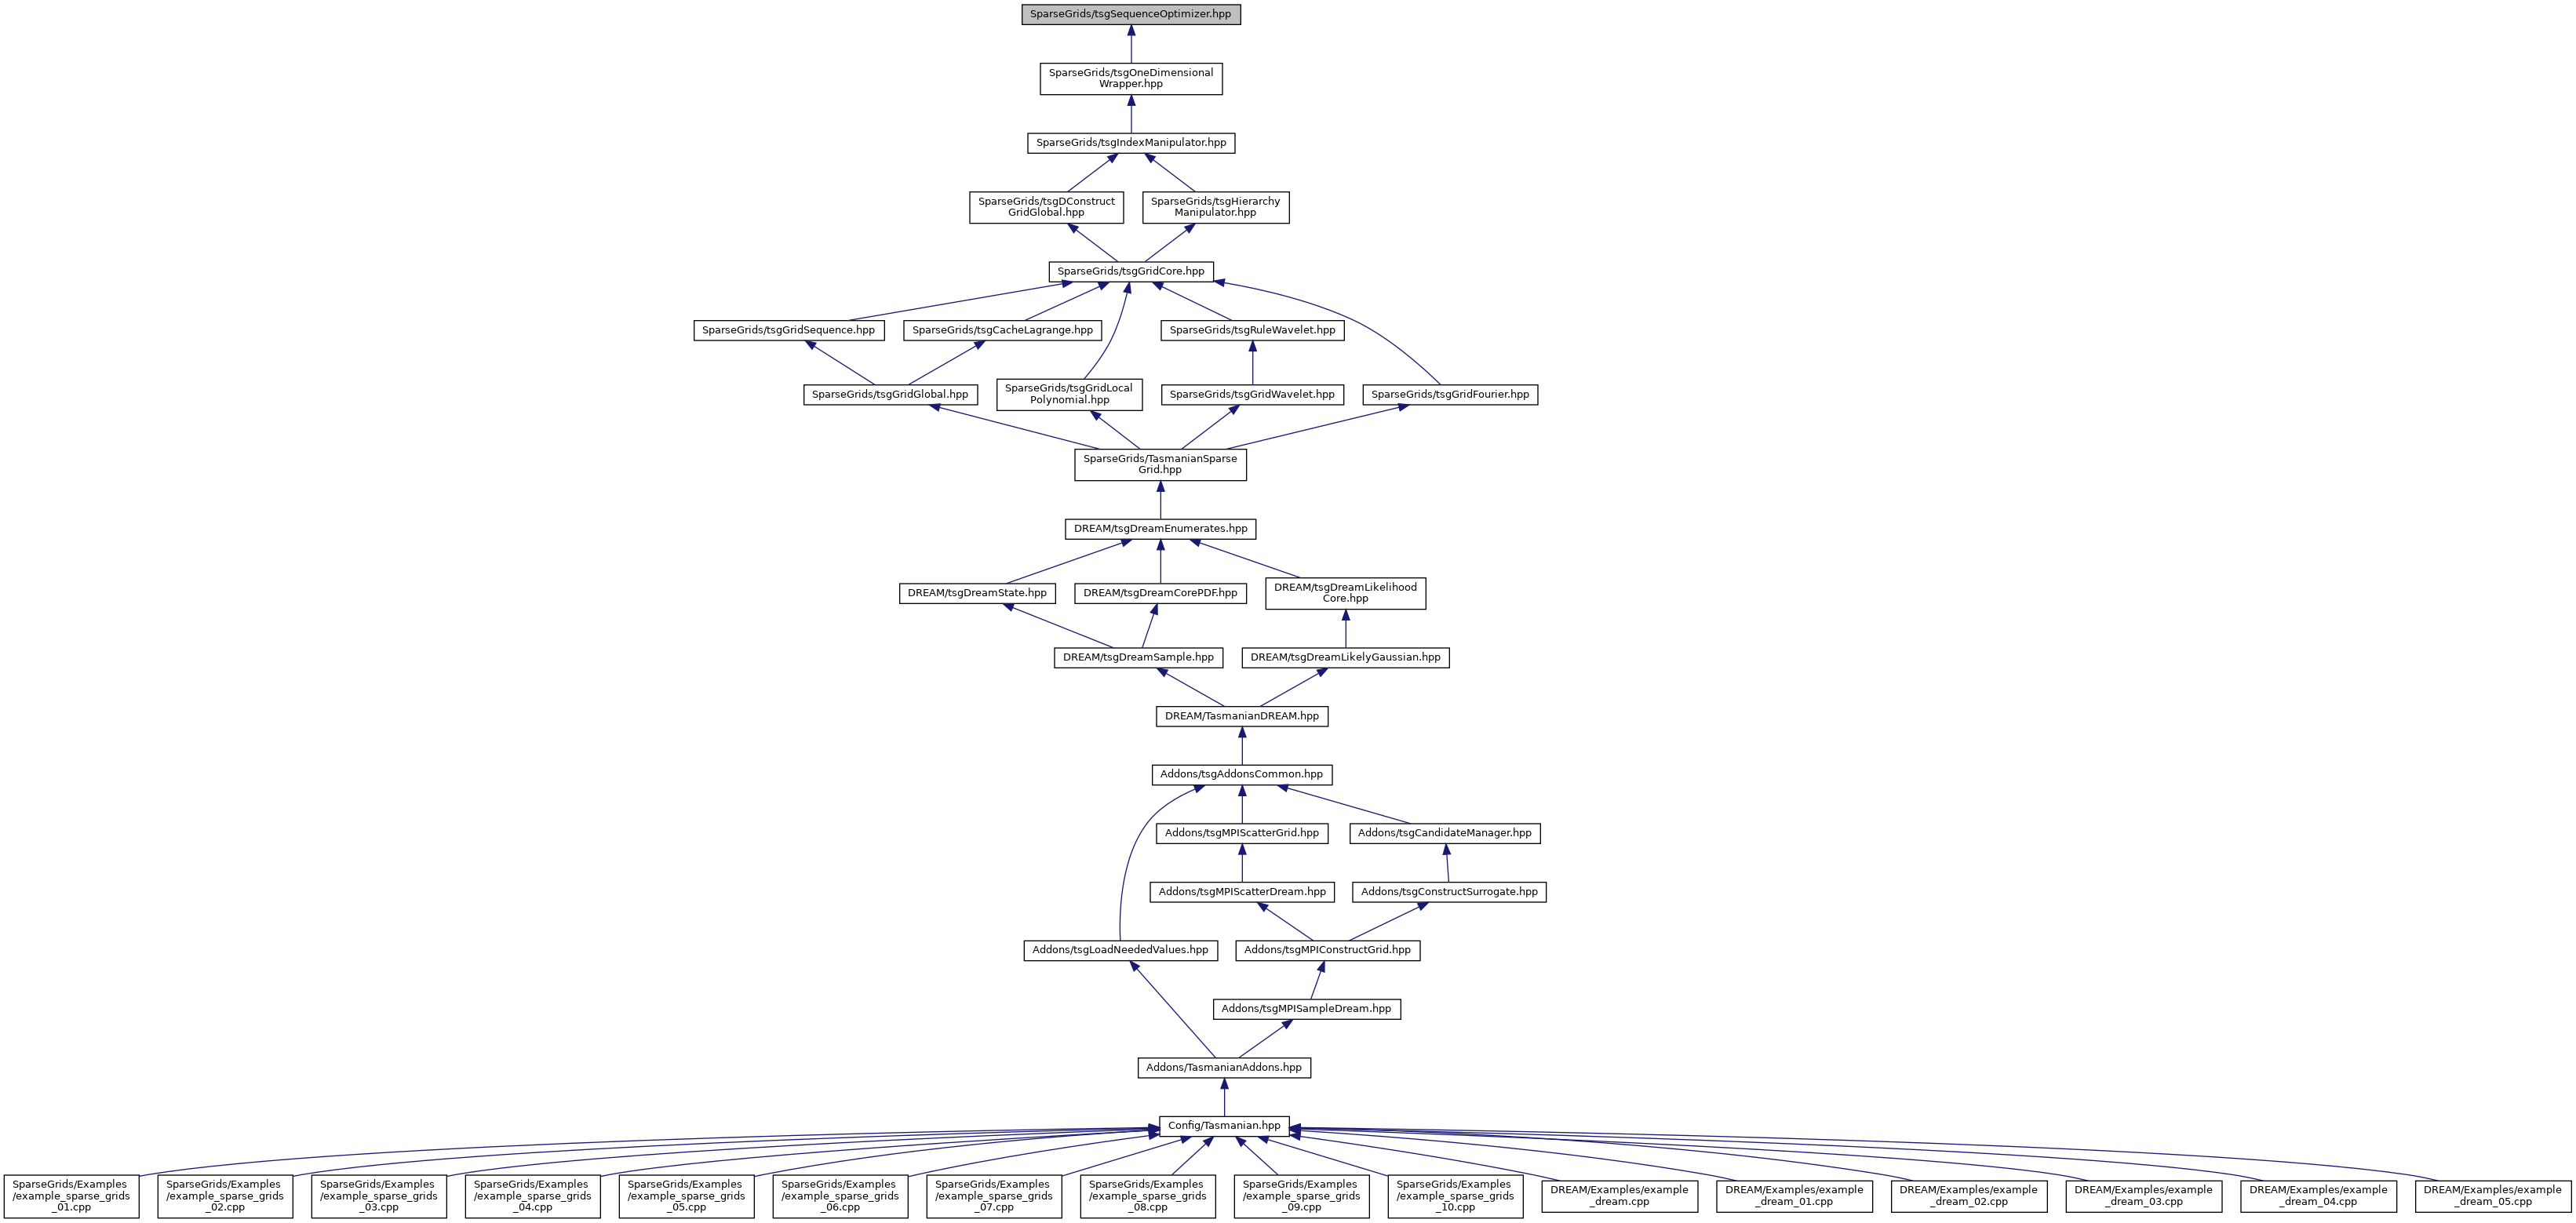 SparseGrids/tsgSequenceOptimizer.hpp
SparseGrids/tsgOneDimensional
Wrapper.hpp
SparseGrids/tsgIndexManipulator.hpp
SparseGrids/tsgDConstruct
GridGlobal.hpp
SparseGrids/tsgHierarchy
Manipulator.hpp
SparseGrids/tsgGridCore.hpp
SparseGrids/tsgGridSequence.hpp
SparseGrids/tsgCacheLagrange.hpp
SparseGrids/tsgRuleWavelet.hpp
SparseGrids/tsgGridGlobal.hpp
SparseGrids/tsgGridLocal
Polynomial.hpp
SparseGrids/tsgGridWavelet.hpp
SparseGrids/tsgGridFourier.hpp
SparseGrids/TasmanianSparse
Grid.hpp
DREAM/tsgDreamEnumerates.hpp
DREAM/tsgDreamState.hpp
DREAM/tsgDreamCorePDF.hpp
DREAM/tsgDreamLikelihood
Core.hpp
DREAM/tsgDreamSample.hpp
DREAM/tsgDreamLikelyGaussian.hpp
DREAM/TasmanianDREAM.hpp
Addons/tsgAddonsCommon.hpp
Addons/tsgMPIScatterGrid.hpp
Addons/tsgCandidateManager.hpp
Addons/tsgMPIScatterDream.hpp
Addons/tsgConstructSurrogate.hpp
Addons/tsgLoadNeededValues.hpp
Addons/tsgMPIConstructGrid.hpp
Addons/tsgMPISampleDream.hpp
Addons/TasmanianAddons.hpp
Config/Tasmanian.hpp
SparseGrids/Examples
/example_sparse_grids
_01.cpp
SparseGrids/Examples
/example_sparse_grids
_02.cpp
SparseGrids/Examples
/example_sparse_grids
_03.cpp
SparseGrids/Examples
/example_sparse_grids
_04.cpp
SparseGrids/Examples
/example_sparse_grids
_05.cpp
SparseGrids/Examples
/example_sparse_grids
_06.cpp
SparseGrids/Examples
/example_sparse_grids
_07.cpp
SparseGrids/Examples
/example_sparse_grids
_08.cpp
SparseGrids/Examples
/example_sparse_grids
_09.cpp
SparseGrids/Examples
/example_sparse_grids
_10.cpp
DREAM/Examples/example
_dream.cpp
DREAM/Examples/example
_dream_01.cpp
DREAM/Examples/example
_dream_02.cpp
DREAM/Examples/example
_dream_03.cpp
DREAM/Examples/example
_dream_04.cpp
DREAM/Examples/example
_dream_05.cpp